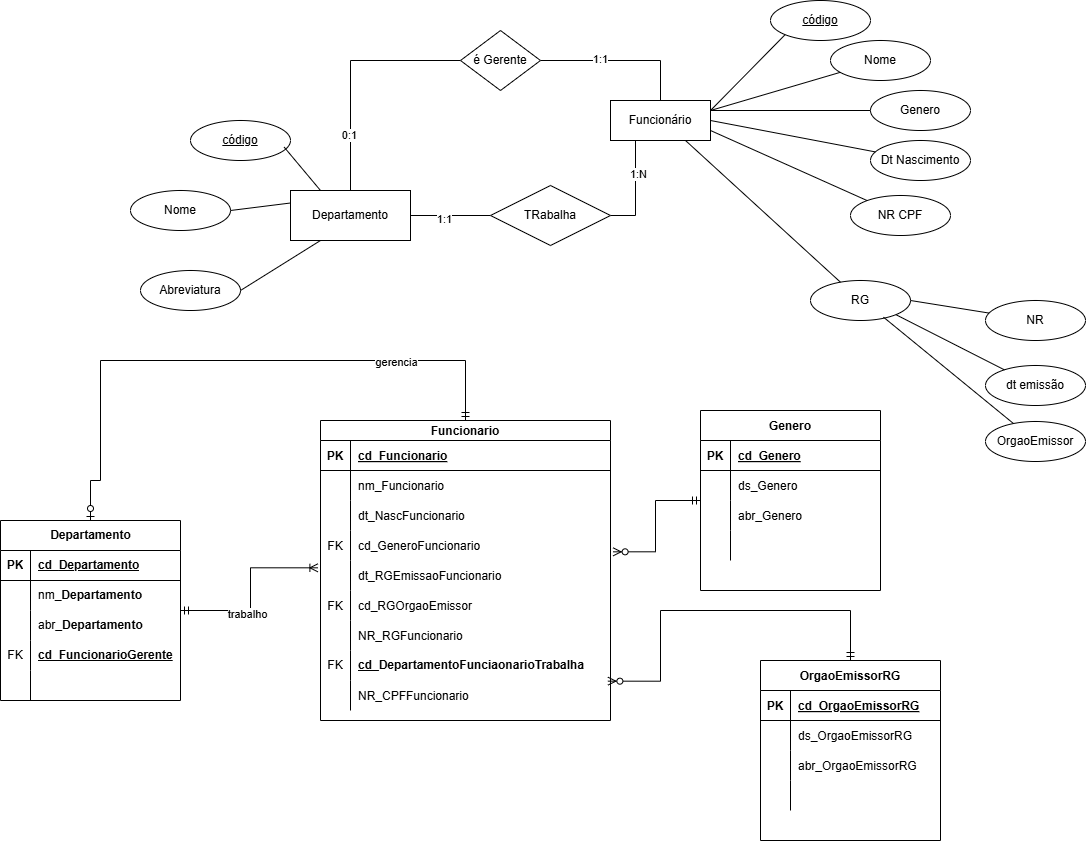 código
é Gerente
1:1
Nome
Genero
Funcionário
código
0:1
Dt Nascimento
1:N
Nome
Departamento
1:1
TRabalha
NR CPF
Abreviatura
RG
NR
gerencia
dt emissão
Funcionario
Genero
OrgaoEmissor
PK cd_Funcionario
PK cd_Genero
nm_Funcionario
ds_Genero
dt_NascFuncionario
abr_Genero
Departamento
FK cd_GeneroFuncionario
PK cd_Departamento
dt_RGEmissaoFuncionario
nm_Departamento
trabalho
FK cd_RGOrgaoEmissor
abr_Departamento
NR_RGFuncionario
FK cd_FuncionarioGerente
FK cd_DepartamentoFunciaonarioTrabalha
OrgaoEmissorRG
NR_CPFFuncionario
PK cd_OrgaoEmissorRG
ds_OrgaoEmissorRG
abr_OrgaoEmissorRG